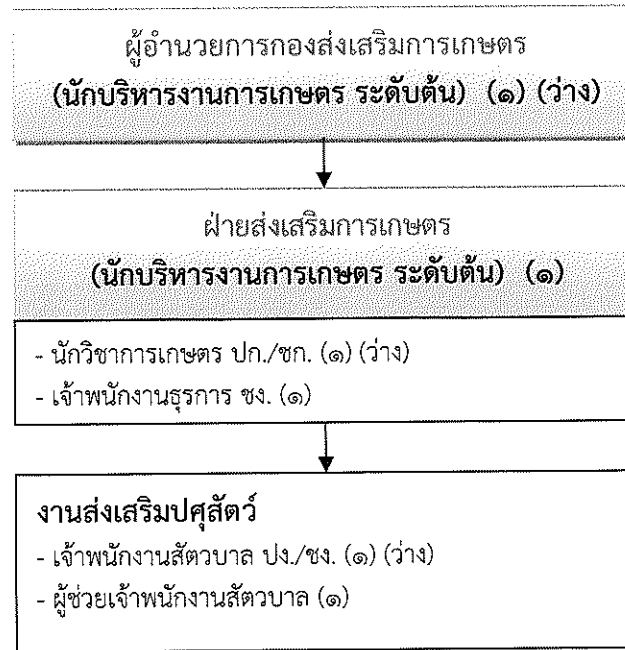 ผู้อำนวยการกองส่งเสริมการเกษตร
(นักบริหารงานการเกษตร ระดับต้น) (๑) (ว่าง)
ฝ่ายส่งเสริมการเกษตร
(นักบริหารงานการเกษตร ระดับต้น) (๑)
- นักวิชาการเกษตร ปก./ชก. (๑) (ว่าง)
- เจ้าพนักงานธุรการ ชง. (๑)
งานส่งเสริมปศุสัตว์
- เจ้าพนักงานสัตวบาล ปง./ชง. (๑) (ว่าง)
- ผู้ช่วยเจ้าพนักงานสัตวบาล (๑)